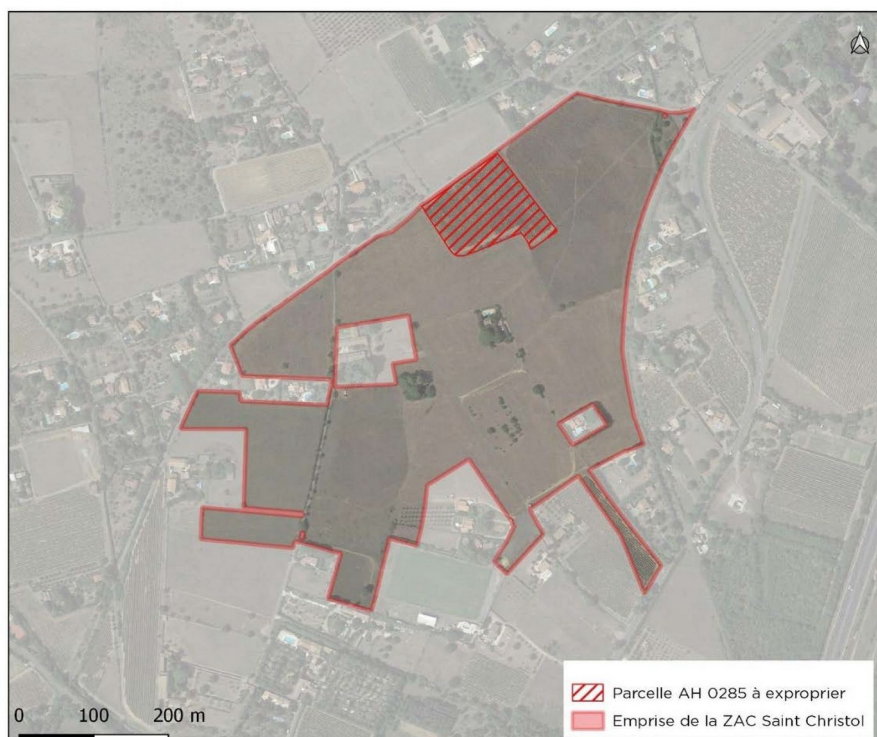 N
Parcelle AH 0285 à exproprier
Emprise de la ZAC Saint Christol
0 100 200 m